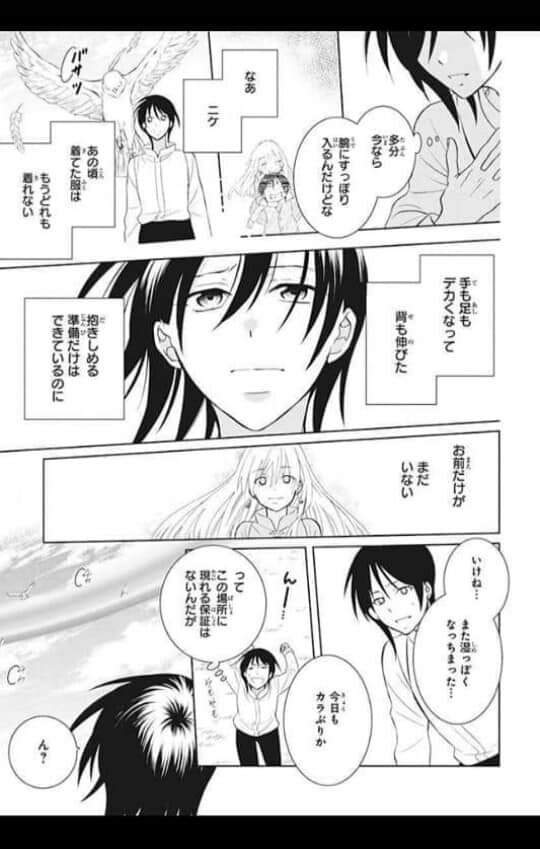 多分
今なら
腕にすっぽり
入るんだけどな
なあ
ニケ
バサッ
あの頃
着てた服は
もうどれも
着れない
手も足も
デカくなって
背も伸びた
抱きしめる
準備だけは
できているのに
お前だけが
まだ
いない
いけね…
また湿っぽく
なっちまった…
んー…
って
この場所に
現れる保証は
ないんだが
今日も
カラぶりか
ん？